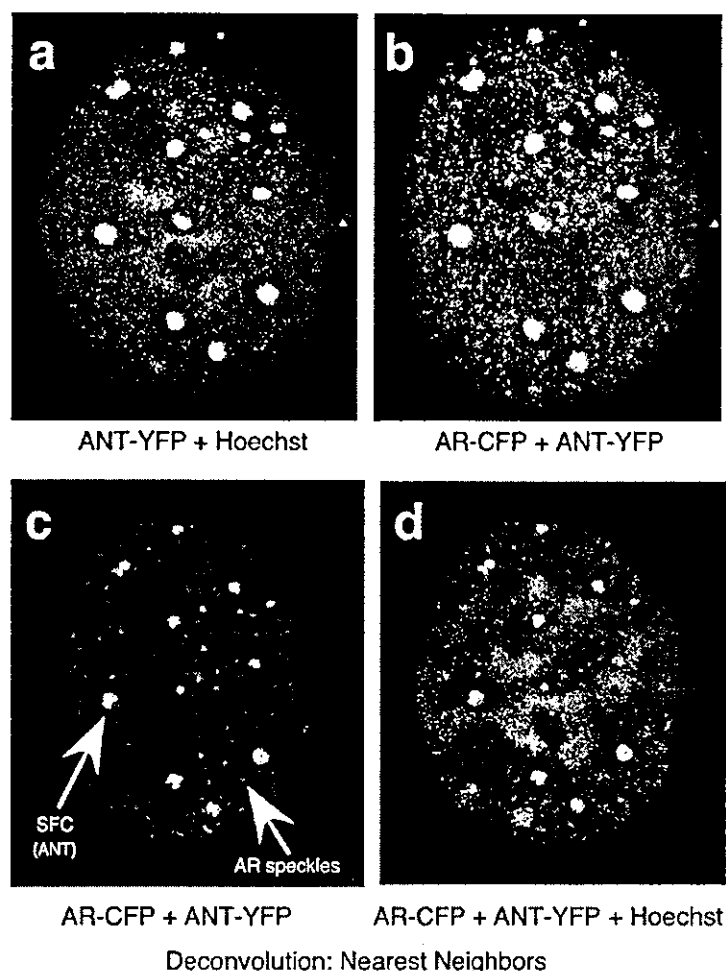 a
b
ANT-YFP + Hoechst
AR-CFP + ANT-YFP
c
d
SFC
(ANT)
AR speckles
AR-CFP + ANT-YFP
AR-CFP + ANT-YFP + Hoechst
Deconvolution: Nearest Neighbors